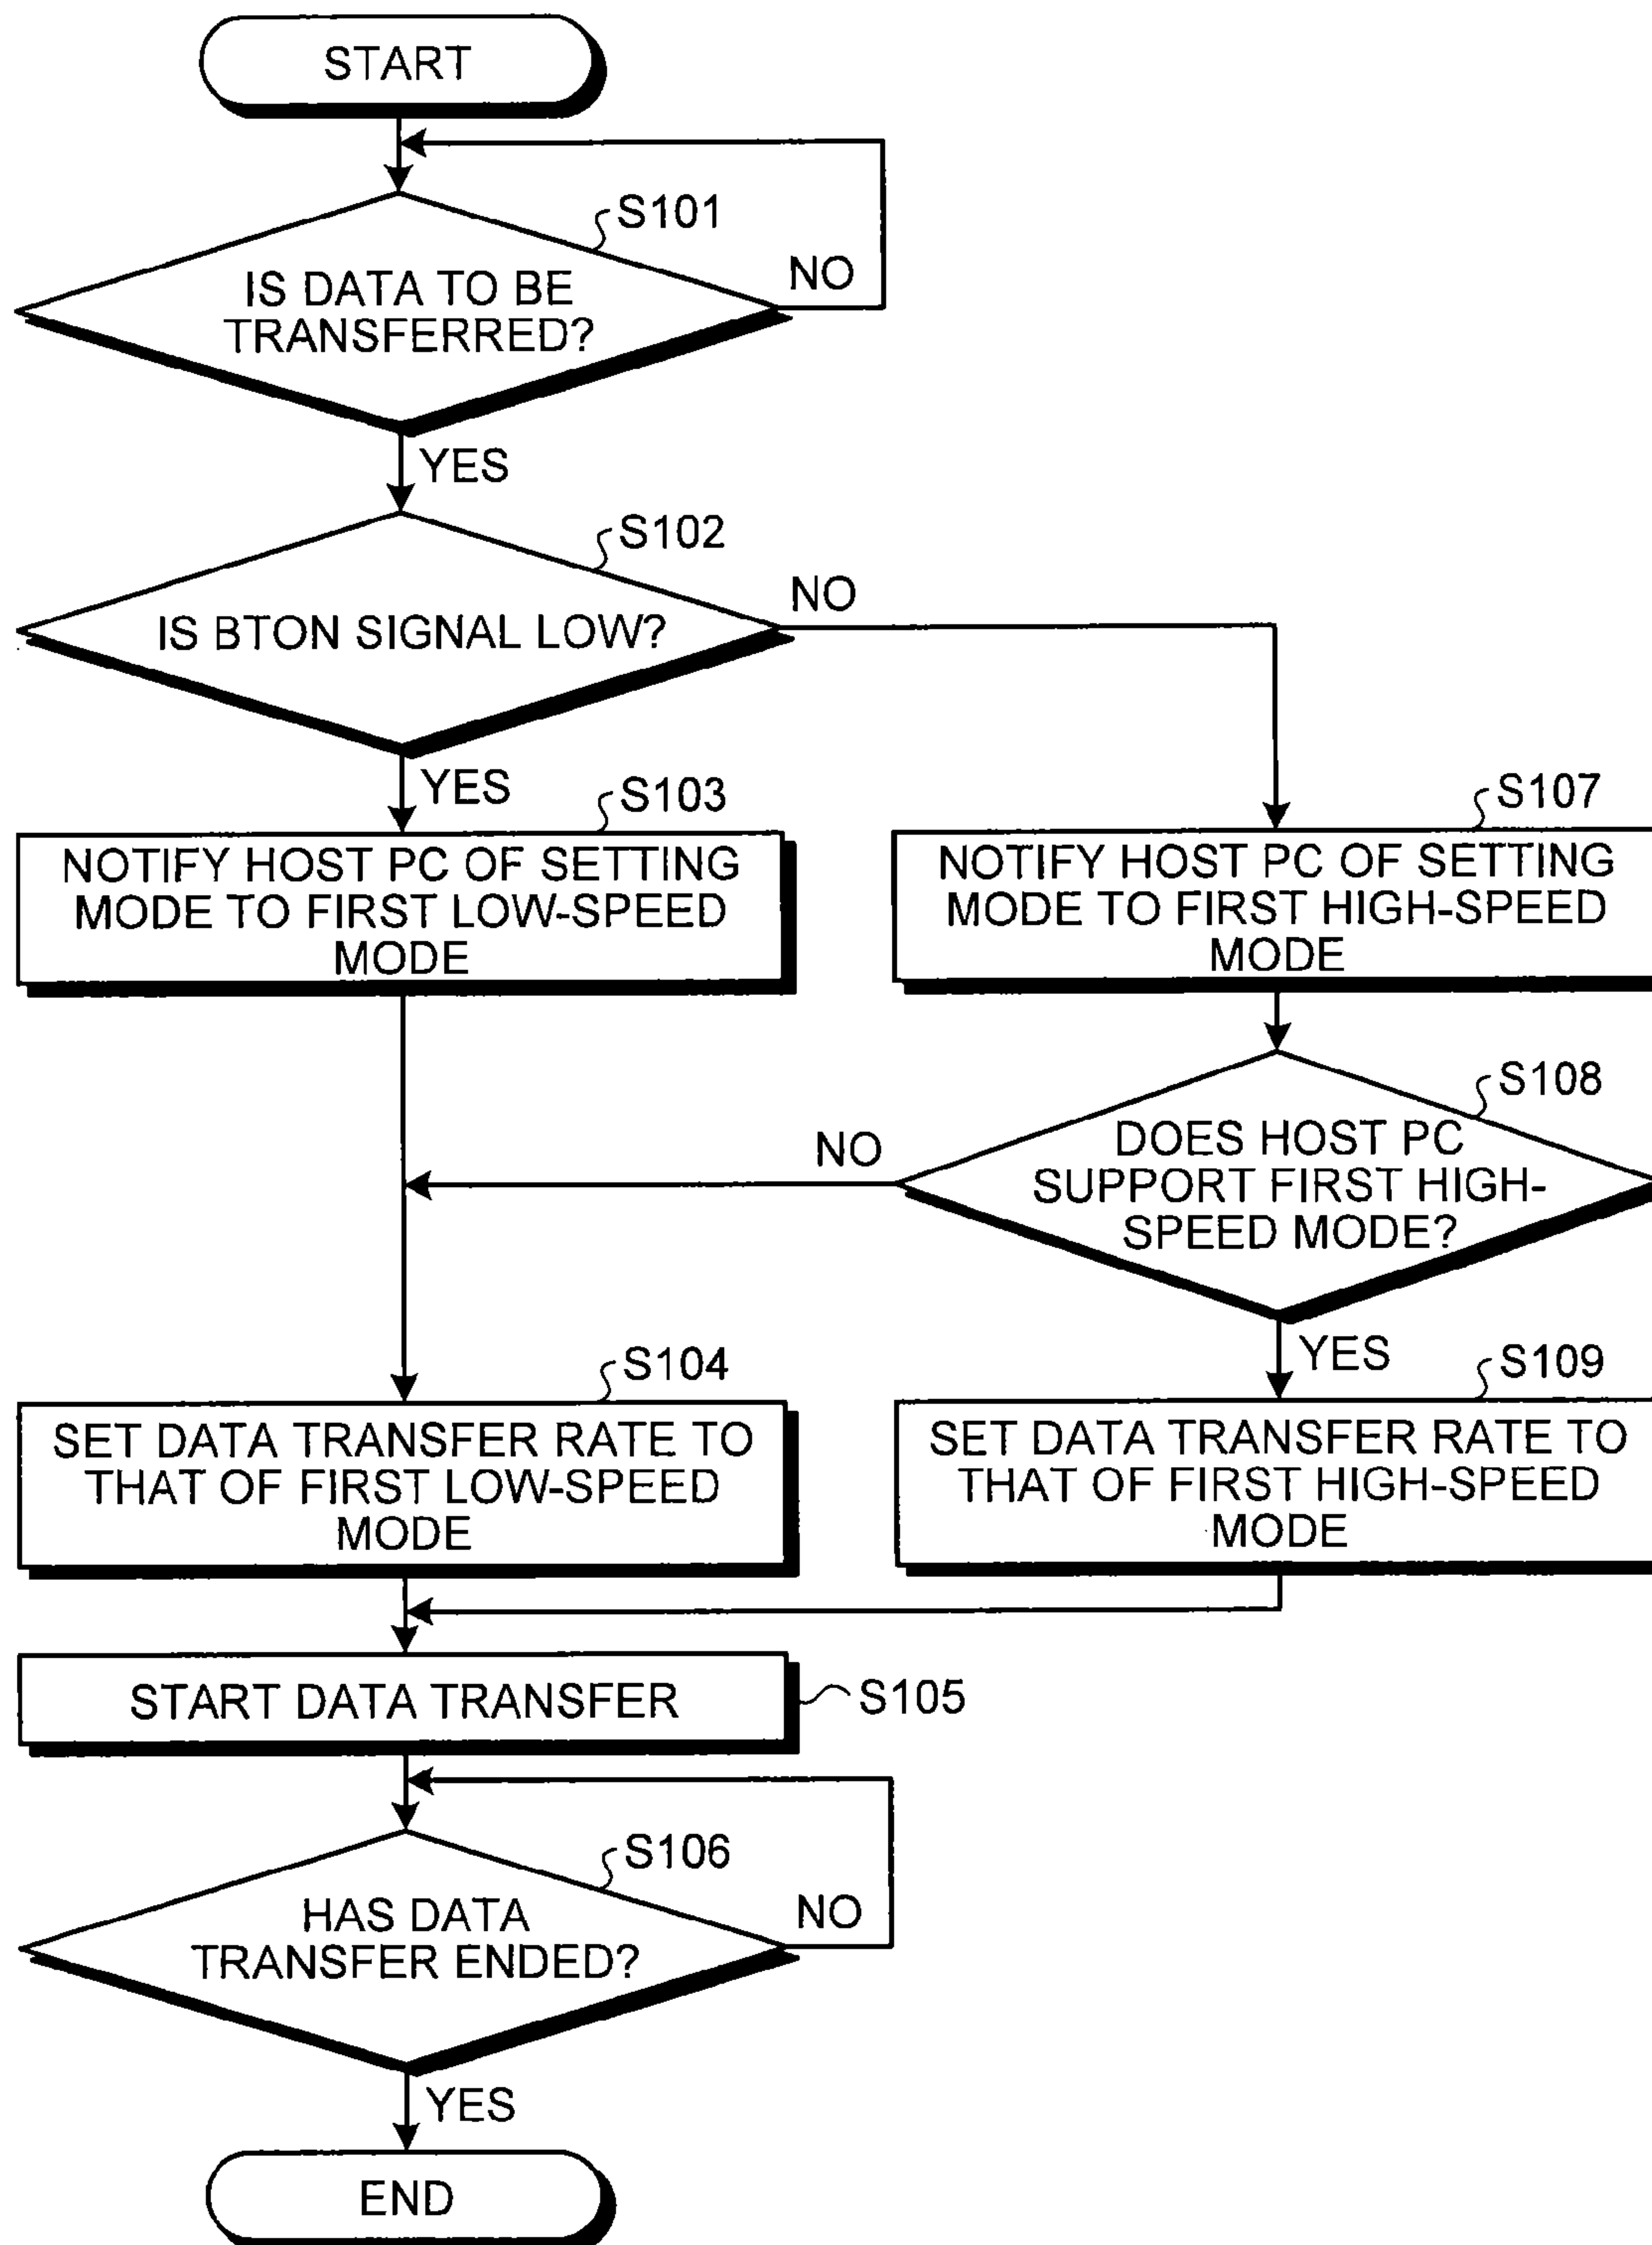 START
S101
IS DATA TO BE
TRANSFERRED?
NO
YES
S102
IS BTON SIGNAL LOW?
NO
YES
S103
NOTIFY HOST PC OF SETTING
MODE TO FIRST LOW-SPEED
MODE
S107
NOTIFY HOST PC OF SETTING
MODE TO FIRST HIGH-SPEED
MODE
S108
DOES HOST PC
SUPPORT FIRST HIGH-
SPEED MODE?
NO
YES
S104
SET DATA TRANSFER RATE TO
THAT OF FIRST LOW-SPEED
MODE
S109
SET DATA TRANSFER RATE TO
THAT OF FIRST HIGH-SPEED
MODE
START DATA TRANSFER
S105
S106
HAS DATA
TRANSFER ENDED?
NO
YES
END